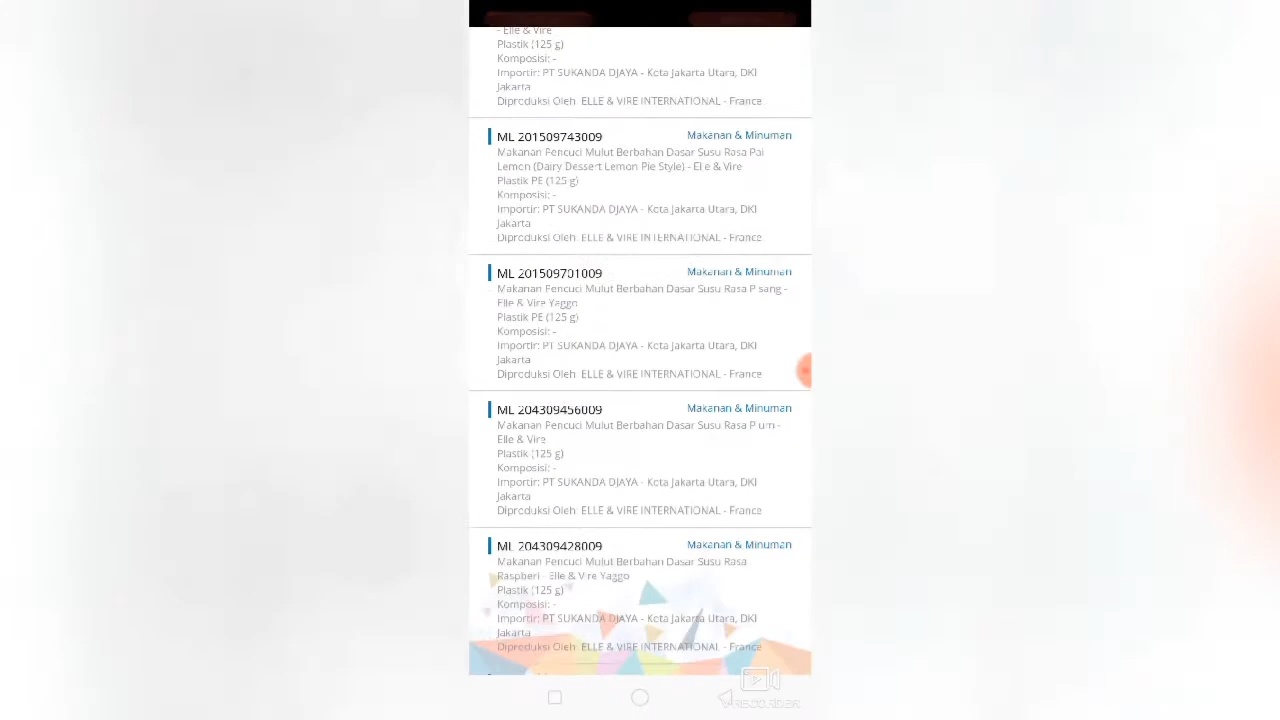 - Elle & Vire
Plastik (125 g)
Komposisi: -
Importir: PT SUKANDA DJAYA - Kota Jakarta Utara, DKI
Jakarta
Diproduksi Oleh: ELLE & VIRE INTERNATIONAL - France
ML 201509743009 Makanan & Minuman
Makanan Pencuci Mulut Berbahan Dasar Susu Rasa Pai
Lemon (Dairy Dessert Lemon Pie Style) - Elle & Vire
Plastik PE (125 g)
Komposisi: -
Importir: PT SUKANDA DJAYA - Kota Jakarta Utara, DKI
Jakarta
Diproduksi Oleh: ELLE & VIRE INTERNATIONAL - France
ML 201509701009 Makanan & Minuman
Makanan Pencuci Mulut Berbahan Dasar Susu Rasa Pisang -
Elle & Vire Yaggo
Plastik PE (125 g)
Komposisi: -
Importir: PT SUKANDA DJAYA - Kota Jakarta Utara, DKI
Jakarta
Diproduksi Oleh: ELLE & VIRE INTERNATIONAL - France
ML 204309456009 Makanan & Minuman
Makanan Pencuci Mulut Berbahan Dasar Susu Rasa Plum -
Elle & Vire
Plastik (125 g)
Komposisi: -
Importir: PT SUKANDA DJAYA - Kota Jakarta Utara, DKI
Jakarta
Diproduksi Oleh: ELLE & VIRE INTERNATIONAL - France
ML 204309428009 Makanan & Minuman
Makanan Pencuci Mulut Berbahan Dasar Susu Rasa
Raspberi - Elle & Vire Yaggo
Plastik (125 g)
Komposisi: -
Importir: PT SUKANDA DJAYA - Kota Jakarta Utara, DKI
Jakarta
Diproduksi Oleh: ELLE & VIRE INTERNATIONAL - France
RECORDER